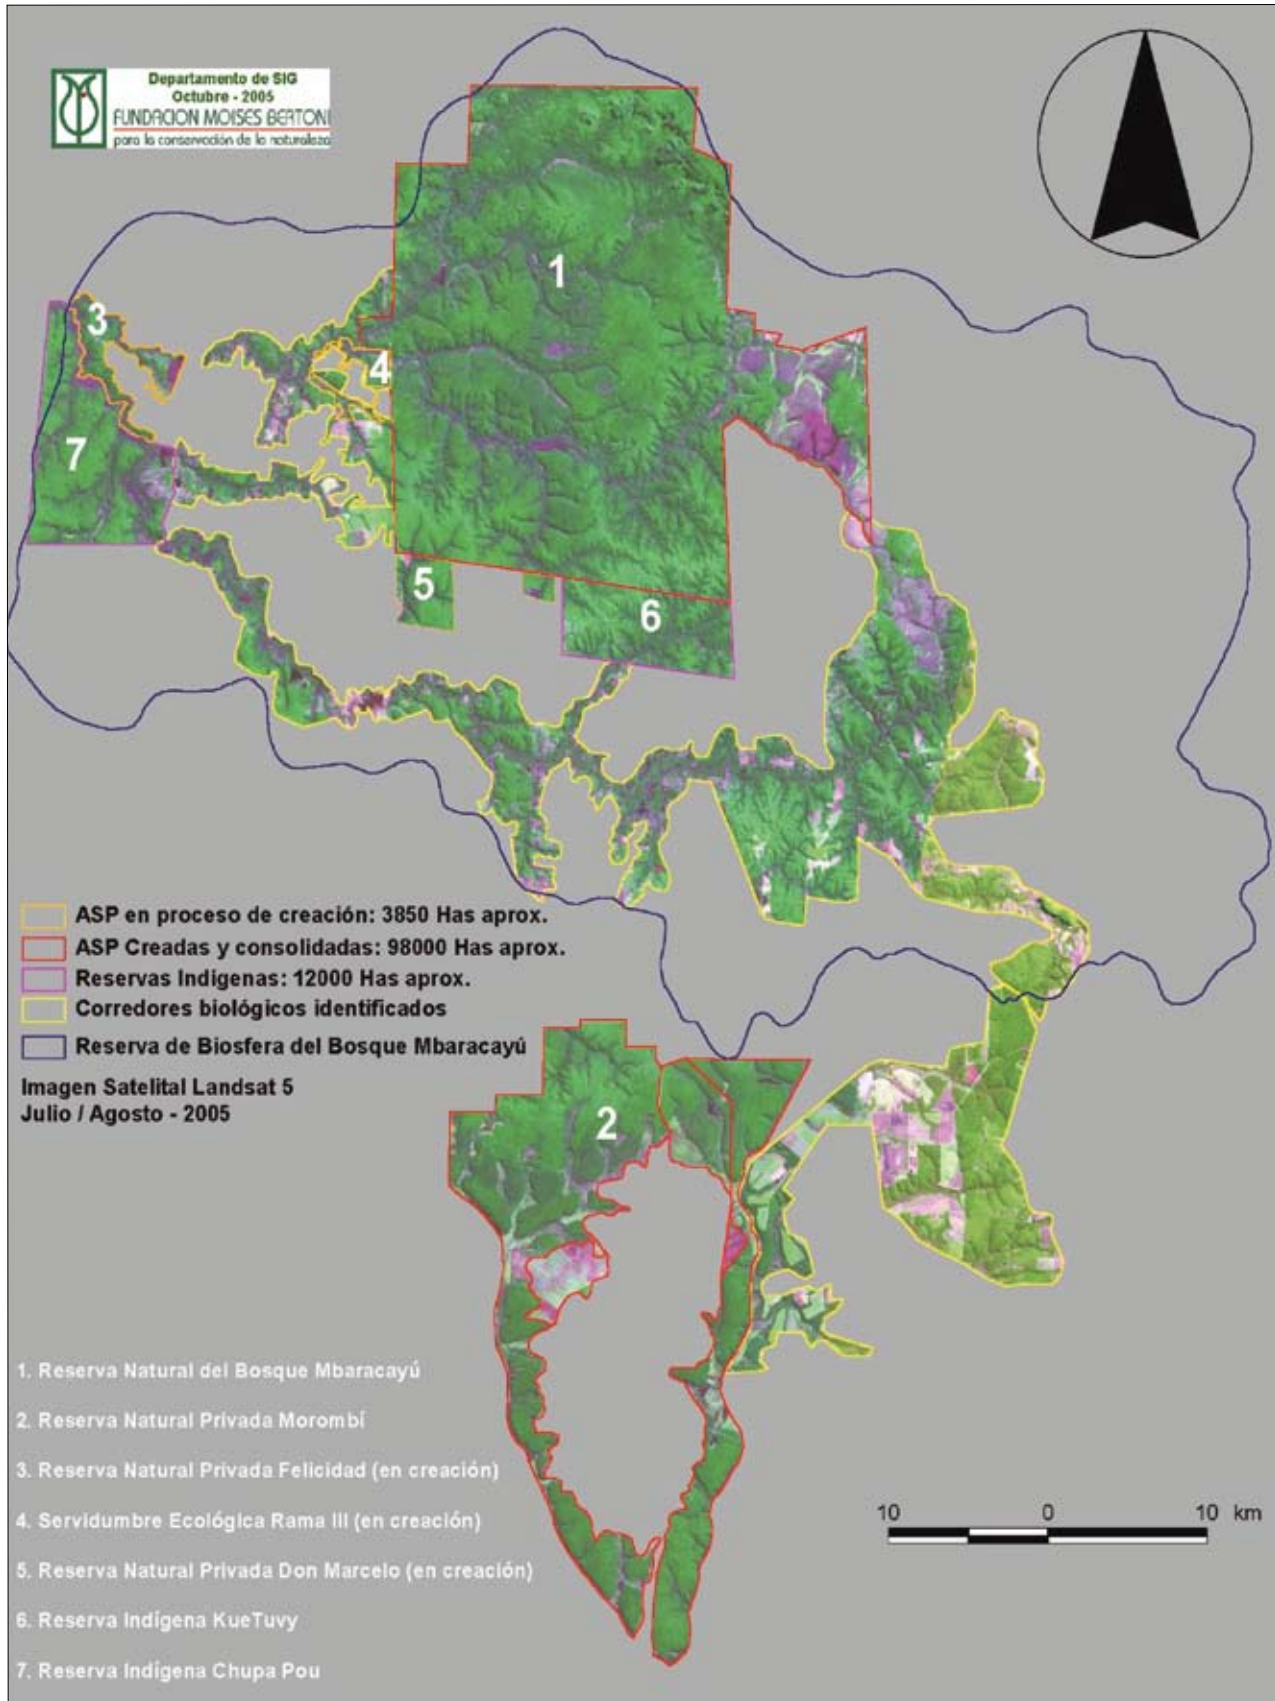 Departamento de SIG
Octubre - 2005
FUNDACION MOISES BERTONI
para la conservación de la naturaleza
1
3
4
7
5
6
ASP en proceso de creación: 3850 Has aprox.
ASP Creadas y consolidadas: 98000 Has aprox.
Reservas Indigenas: 12000 Has aprox.
Corredores biológicos identificados
Reserva de Biosfera del Bosque Mbaracayú
Imagen Satelital Landsat 5
Julio / Agosto - 2005
2
1. Reserva Natural del Bosque Mbaracayú
2. Reserva Natural Privada Morombí
3. Reserva Natural Privada Felicidad (en creación)
4. Servidumbre Ecológica Rama III (en creación)
5. Reserva Natural Privada Don Marcelo (en creación)
6. Reserva Indígena KueTuvy
7. Reserva Indígena Chupa Pou
10 0 10 km